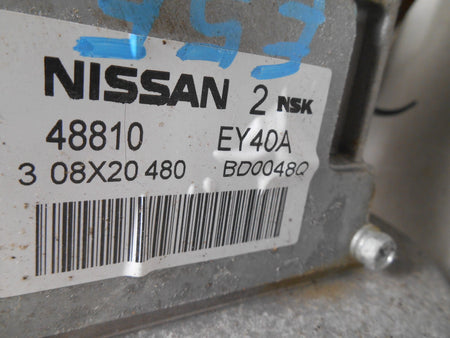 NISSAN 2 NSK
48810 EY40A
3 08X20 480 BD0048Q